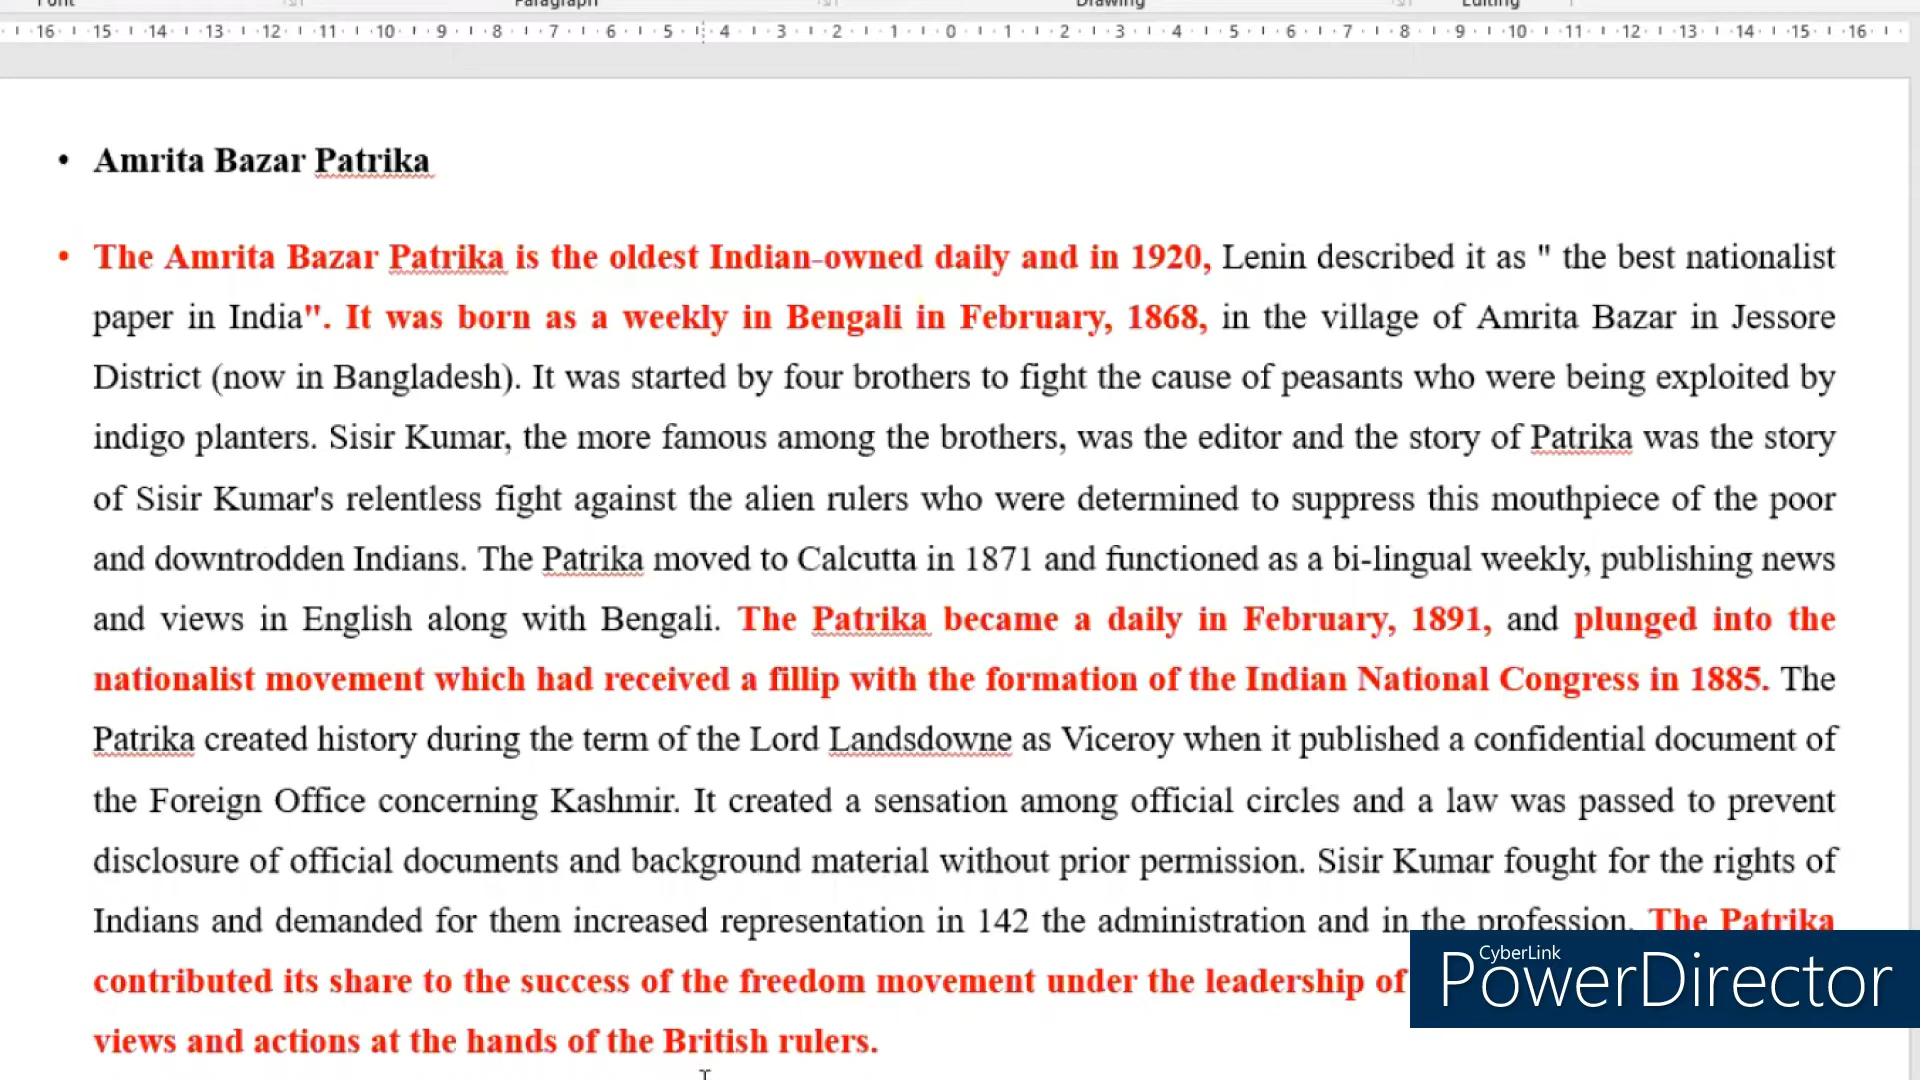 Font Paragraph Drawing Editing
16 15 14 13 12 11 10 9 8 7 6 5 4 3 2 1 0 1 2 3 4 5 6 7 8 9 10 11 12 13 14 15 16
• Amrita Bazar Patrika
• The Amrita Bazar Patrika is the oldest Indian-owned daily and in 1920, Lenin described it as " the best nationalist
paper in India". It was born as a weekly in Bengali in February, 1868, in the village of Amrita Bazar in Jessore
District (now in Bangladesh). It was started by four brothers to fight the cause of peasants who were being exploited by
indigo planters. Sisir Kumar, the more famous among the brothers, was the editor and the story of Patrika was the story
of Sisir Kumar's relentless fight against the alien rulers who were determined to suppress this mouthpiece of the poor
and downtrodden Indians. The Patrika moved to Calcutta in 1871 and functioned as a bi-lingual weekly, publishing news
and views in English along with Bengali. The Patrika became a daily in February, 1891, and plunged into the
nationalist movement which had received a fillip with the formation of the Indian National Congress in 1885. The
Patrika created history during the term of the Lord Landsdowne as Viceroy when it published a confidential document of
the Foreign Office concerning Kashmir. It created a sensation among official circles and a law was passed to prevent
disclosure of official documents and background material without prior permission. Sisir Kumar fought for the rights of
Indians and demanded for them increased representation in 142 the administration and in the profession. The Patrika
contributed its share to the success of the freedom movement under the leadership of
views and actions at the hands of the British rulers.
CyberLink
PowerDirector